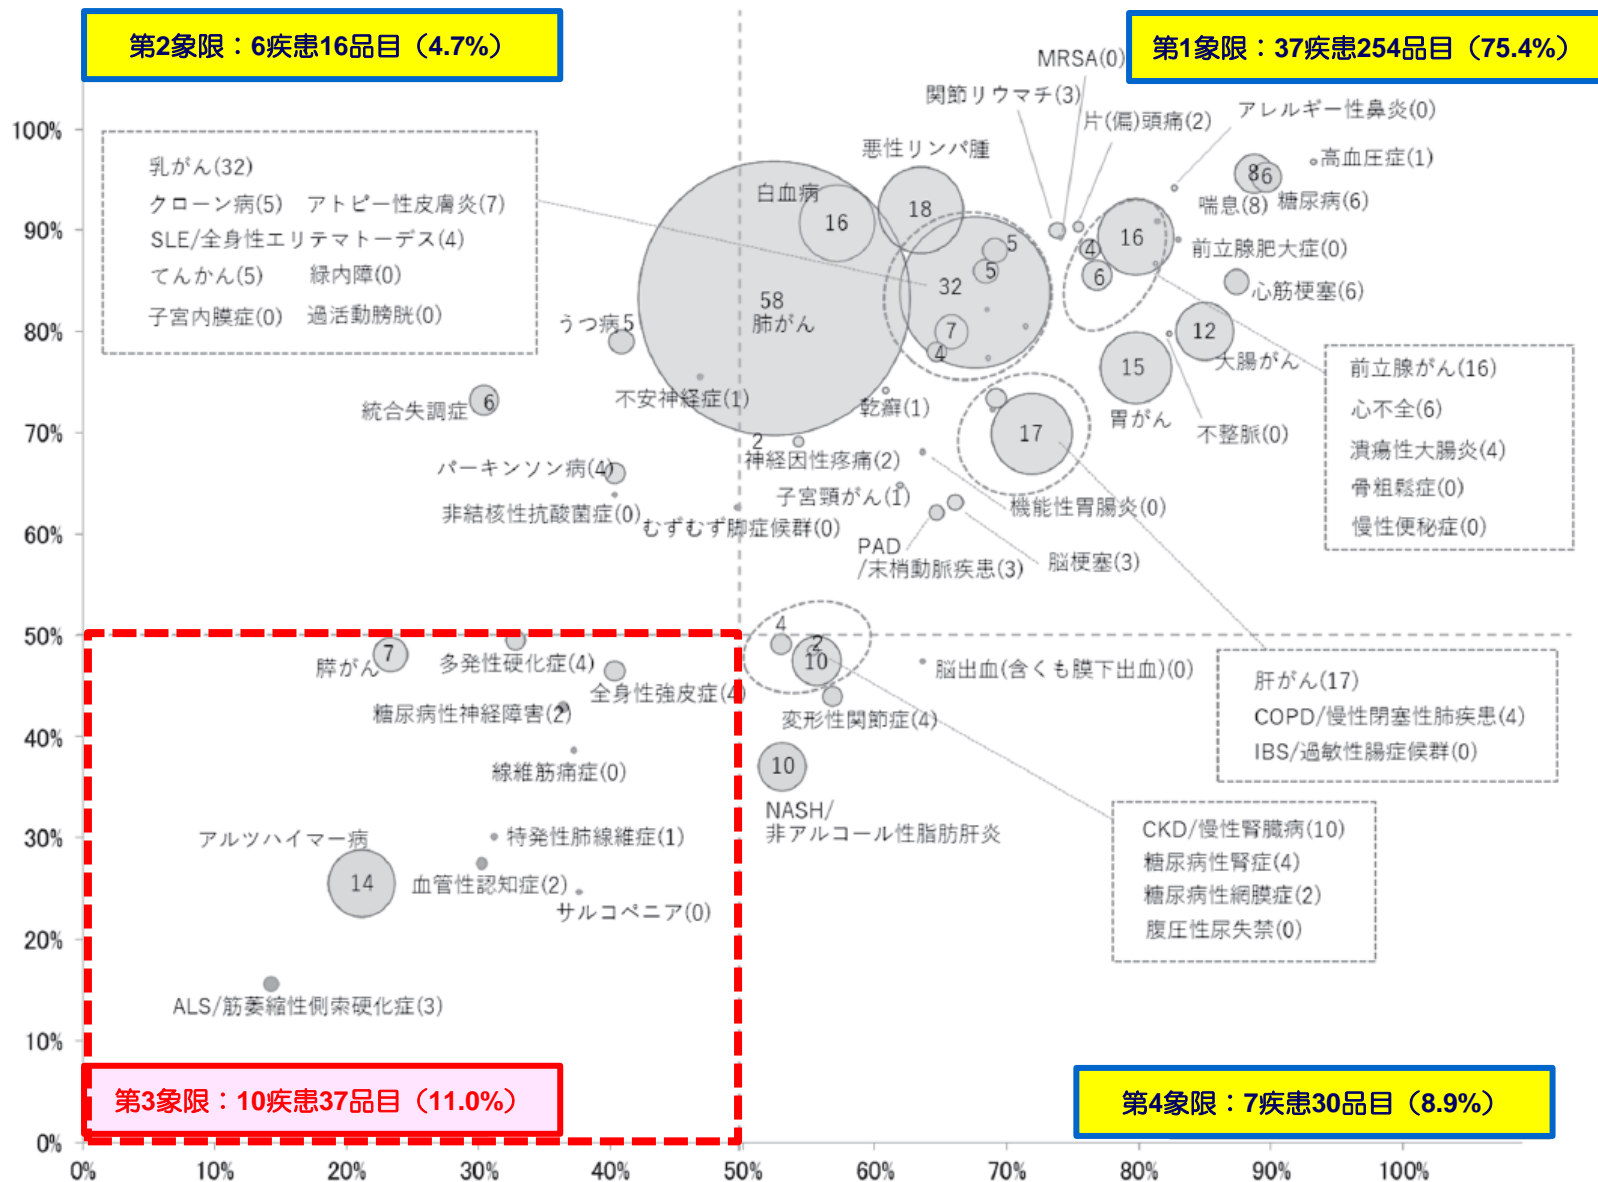 第2象限：6疾患16品目（4.7%）
第1象限：37疾患254品目（75.4%）
MRSA(0)
関節リウマチ(3)
片(偏)頭痛(2)
アレルギー性鼻炎(0)
高血圧症(1)
悪性リンパ腫
白血病
16
18
8
6
喘息(8)
糖尿病(6)
前立腺肥大症(0)
心筋梗塞(6)
16
4
6
5
5
32
7
4
58
肺がん
うつ病5
12
大腸がん
15
胃がん
不整脈(0)
乳がん(32)
クローン病(5) アトピー性皮膚炎(7)
SLE/全身性エリテマトーデス(4)
てんかん(5) 緑内障(0)
子宮内膜症(0) 過活動膀胱(0)
前立腺がん(16)
心不全(6)
潰瘍性大腸炎(4)
骨粗鬆症(0)
慢性便秘症(0)
不安神経症(1)
乾癬(1)
6
統合失調症
17
2
神経因性疼痛(2)
パーキンソン病(4)
非結核性抗酸菌症(0)
むずむず脚症候群(0)
子宮頸がん(1)
機能性胃腸炎(0)
PAD
/末梢動脈疾患(3)
脳梗塞(3)
4
2
10
7
膵がん
多発性硬化症(4)
全身性強皮症(4)
糖尿病性神経障害(2)
線維筋痛症(0)
脳出血(含くも膜下出血)(0)
変形性関節症(4)
10
NASH/
非アルコール性脂肪肝炎
肝がん(17)
COPD/慢性閉塞性肺疾患(4)
IBS/過敏性腸症候群(0)
CKD/慢性腎臓病(10)
糖尿病性腎症(4)
糖尿病性網膜症(2)
腹圧性尿失禁(0)
アルツハイマー病
14
特発性肺線維症(1)
血管性認知症(2)
サルコペニア(0)
ALS/筋萎縮性側索硬化症(3)
第3象限：10疾患37品目（11.0%）
第4象限：7疾患30品目（8.9%）
100%
90%
80%
70%
60%
50%
40%
30%
20%
10%
0%
0% 10% 20% 30% 40% 50% 60% 70% 80% 90% 100%